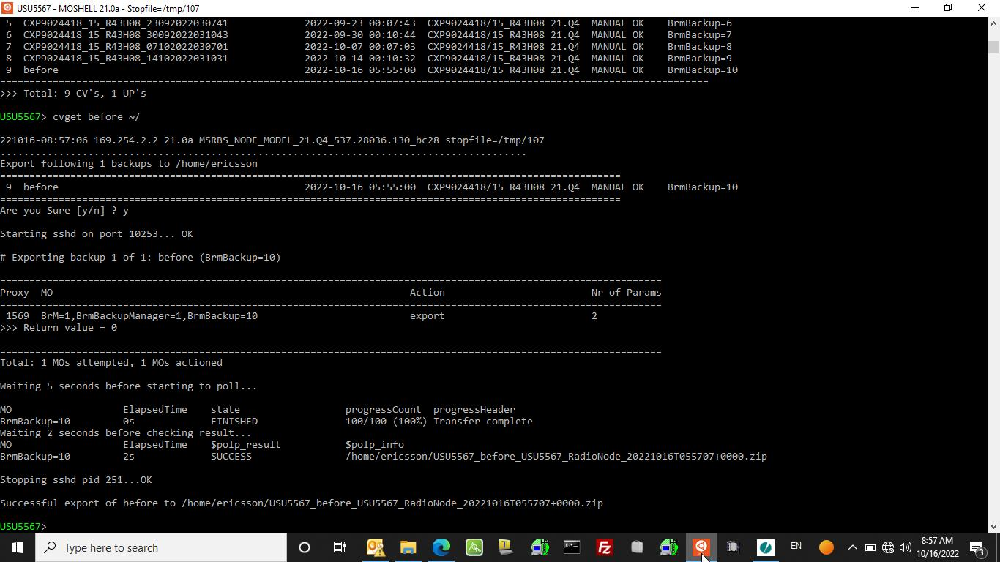 USU5567 - MOSHELL 21.0a - Stopfile=/tmp/107
5 CXP9024418_15_R43H08_23092022030741 2022-09-23 00:07:43 CXP9024418/15_R43H08 21.Q4 MANUAL OK BrmBackup=6
6 CXP9024418_15_R43H08_30092022031043 2022-09-30 00:10:44 CXP9024418/15_R43H08 21.Q4 MANUAL OK BrmBackup=7
7 CXP9024418_15_R43H08_07102022030701 2022-10-07 00:07:03 CXP9024418/15_R43H08 21.Q4 MANUAL OK BrmBackup=8
8 CXP9024418_15_R43H08_14102022031031 2022-10-14 00:10:32 CXP9024418/15_R43H08 21.Q4 MANUAL OK BrmBackup=9
9 before 2022-10-16 05:55:00 CXP9024418/15_R43H08 21.Q4 MANUAL OK BrmBackup=10
>>> Total: 9 CV's, 1 UP's
USU5567> cvget before ~/
221016-08:57:06 169.254.2.2 21.0a MSRBS_NODE_MODEL_21.Q4_537.28036.130_bc28 stopfile=/tmp/107
..........................................................................................
Export following 1 backups to /home/ericsson
9 before 2022-10-16 05:55:00 CXP9024418/15_R43H08 21.Q4 MANUAL OK BrmBackup=10
Are you Sure [y/n] ? y
Starting sshd on port 10253... OK
# Exporting backup 1 of 1: before (BrmBackup=10)
Proxy MO Action Nr of Params
1569 BrM=1,BrmBackupManager=1,BrmBackup=10 export 2
>>> Return value = 0
Total: 1 MOs attempted, 1 MOs actioned
Waiting 5 seconds before starting to poll...
MO ElapsedTime state progressCount progressHeader
BrmBackup=10 0s FINISHED 100/100 (100%) Transfer complete
Waiting 2 seconds before checking result...
MO ElapsedTime $polp_result $polp_info
BrmBackup=10 2s SUCCESS /home/ericsson/USU5567_before_USU5567_RadioNode_20221016T055707+0000.zip
Stopping sshd pid 251...OK
Successful export of before to /home/ericsson/USU5567_before_USU5567_RadioNode_20221016T055707+0000.zip
USU5567>
Type here to search
EN
8:57 AM
10/16/2022
3